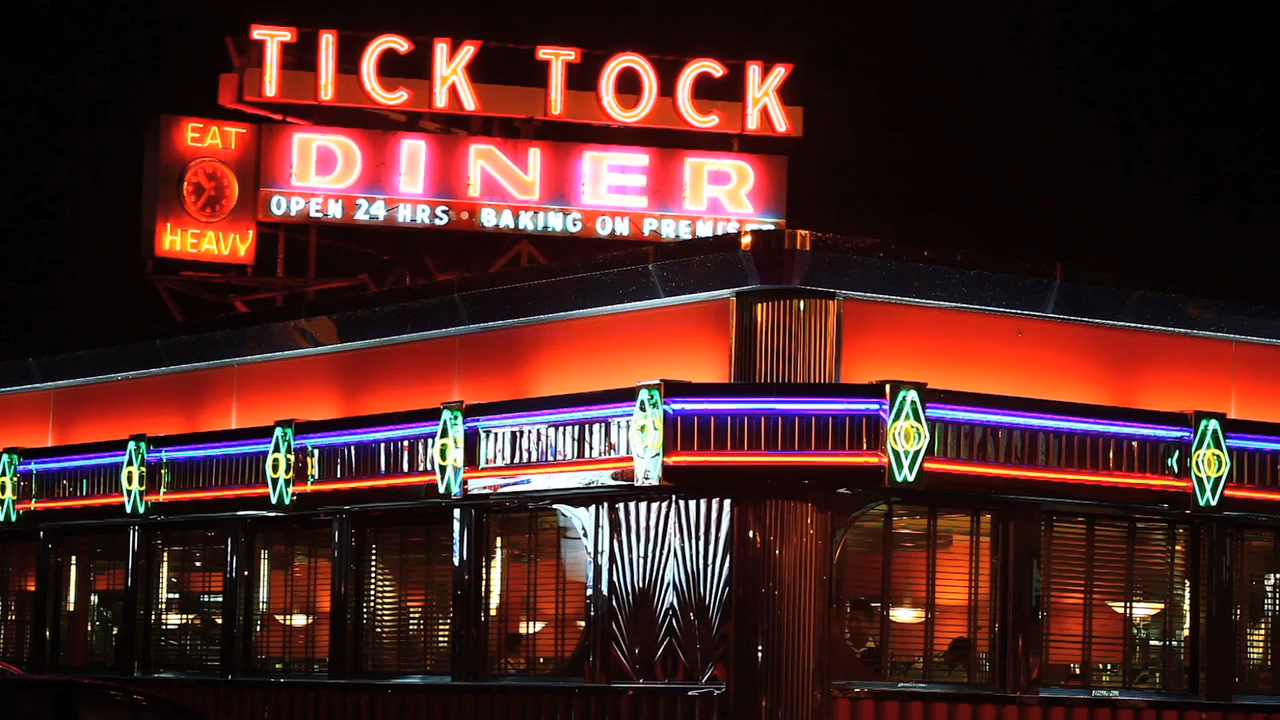 TICK TOCK
EAT
HEAVY
DINER
OPEN 24 HRS • BAKING ON PREMISES